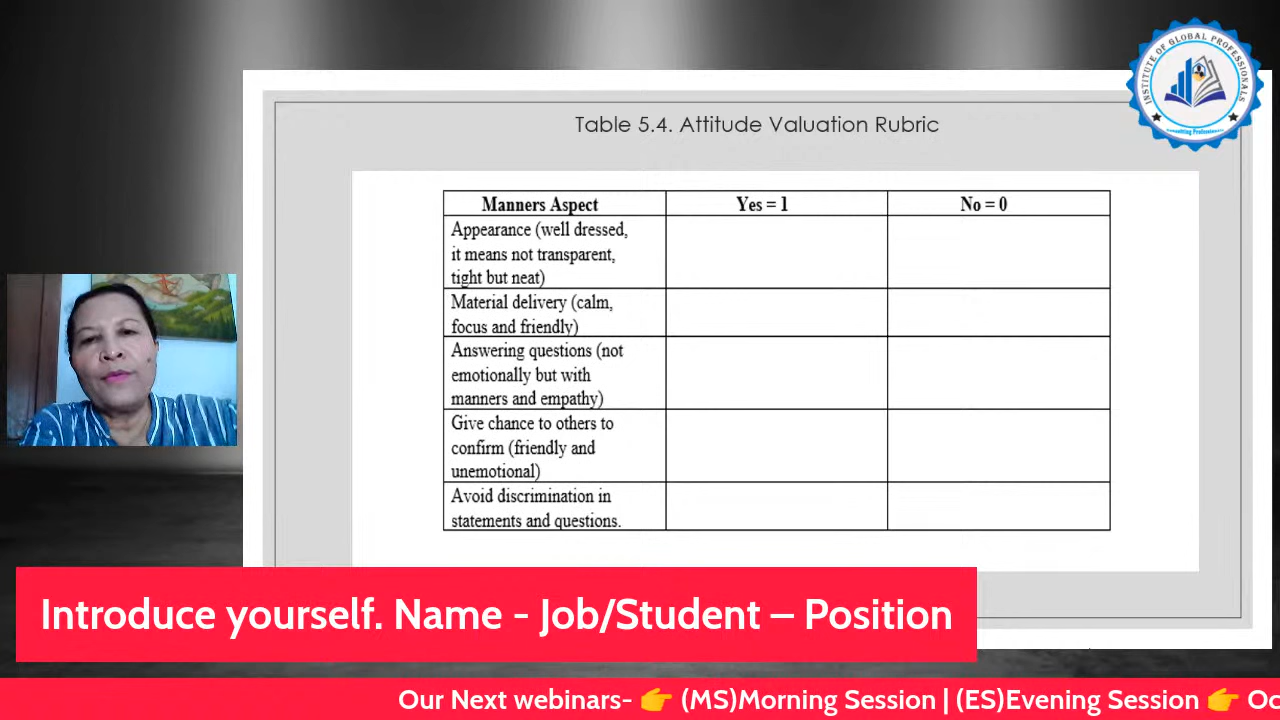 INSTITUTE OF GLOBAL PROFESSIONALS
Consulting Professionals
Table 5.4. Attitude Valuation Rubric
Manners Aspect Yes = 1 No = 0
Appearance (well dressed,
it means not transparent,
tight but neat)
Material delivery (calm,
focus and friendly)
Answering questions (not
emotionally but with
manners and empathy)
Give chance to others to
confirm (friendly and
unemotional)
Avoid discrimination in
statements and questions.
Introduce yourself. Name - Job/Student – Position
Our Next webinars- 👉 (MS)Morning Session | (ES)Evening Session 👉